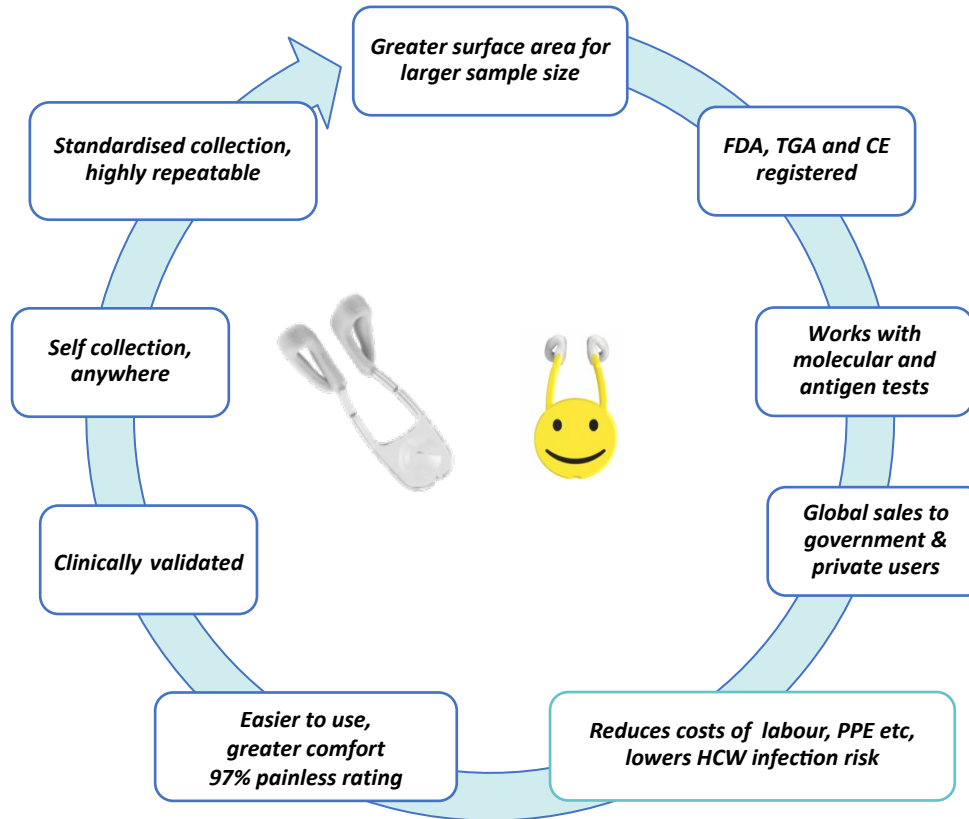 Greater surface area for
larger sample size
FDA, TGA and CE
registered
Works with
molecular and
antigen tests
Global sales to
government &
private users
Reduces costs of labour, PPE etc,
lowers HCW infection risk
Easier to use,
greater comfort
97% painless rating
Clinically validated
Self collection,
anywhere
Standardised collection,
highly repeatable